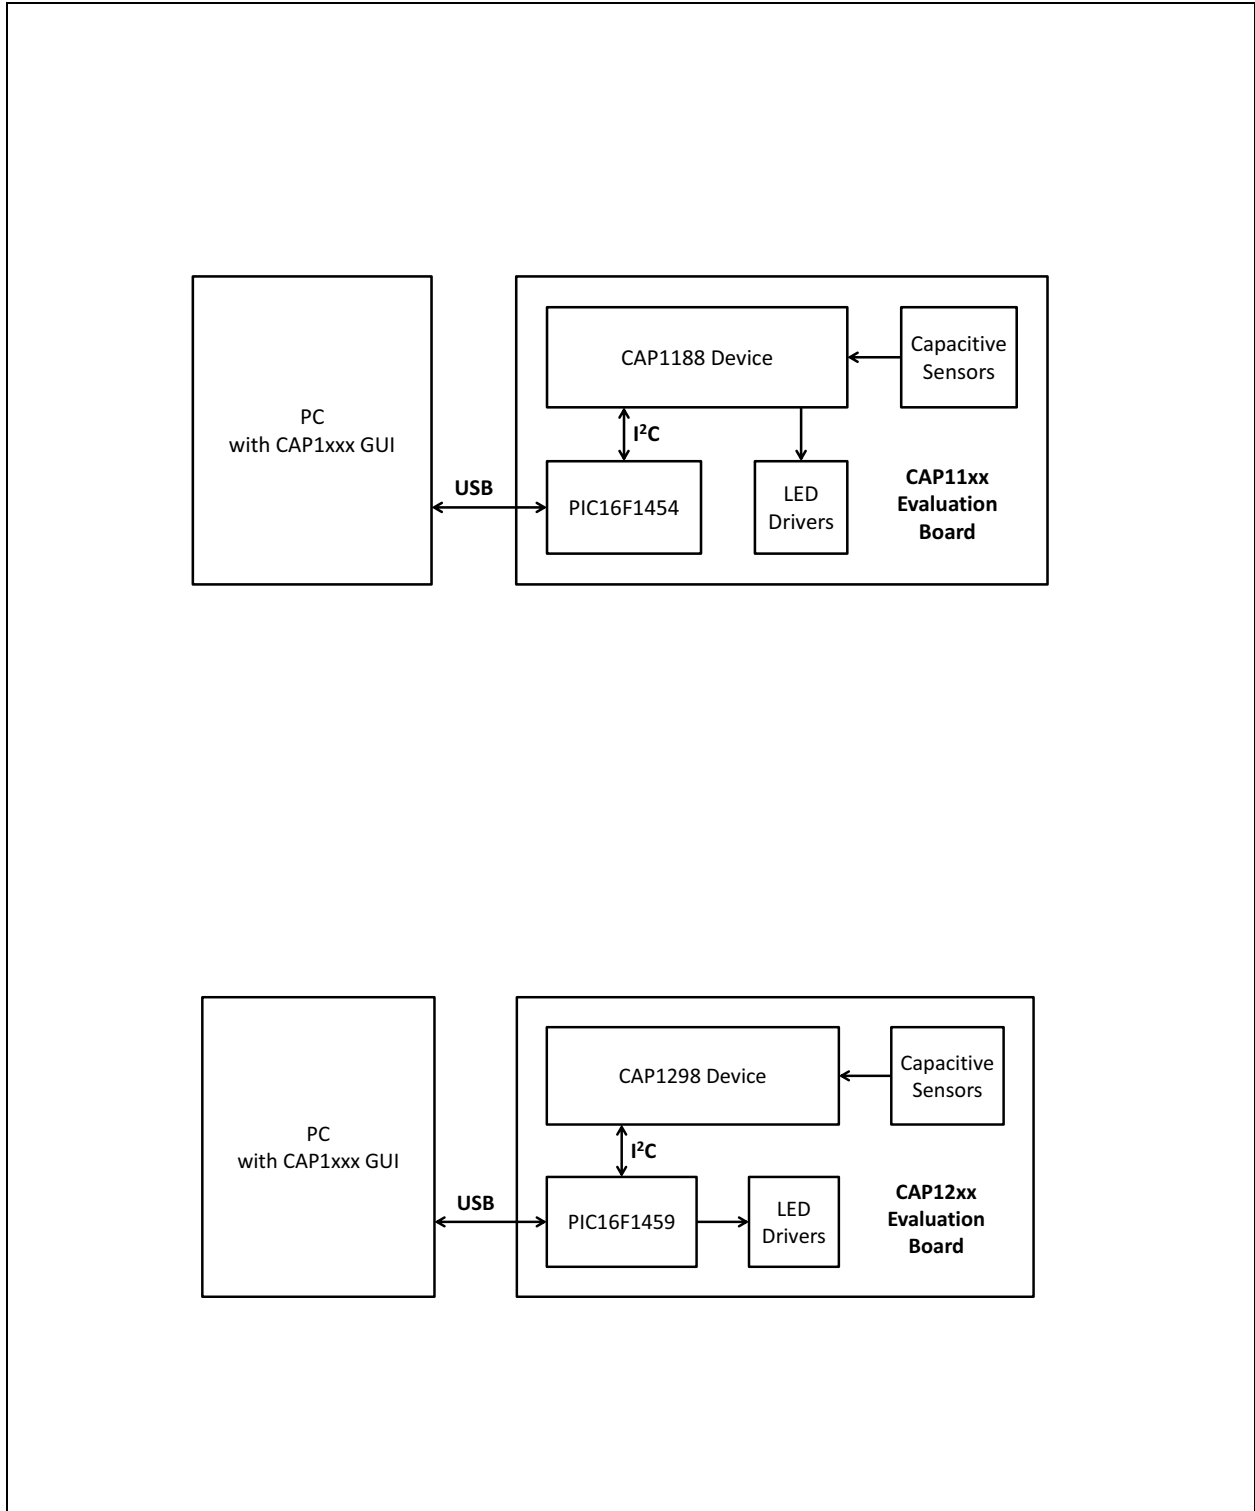 PC
with CAP1xxx GUI
USB
CAP1188 Device
Capacitive
Sensors
I²C
PIC16F1454
LED
Drivers
CAP11xx
Evaluation
Board
PC
with CAP1xxx GUI
USB
CAP1298 Device
Capacitive
Sensors
I²C
PIC16F1459
LED
Drivers
CAP12xx
Evaluation
Board